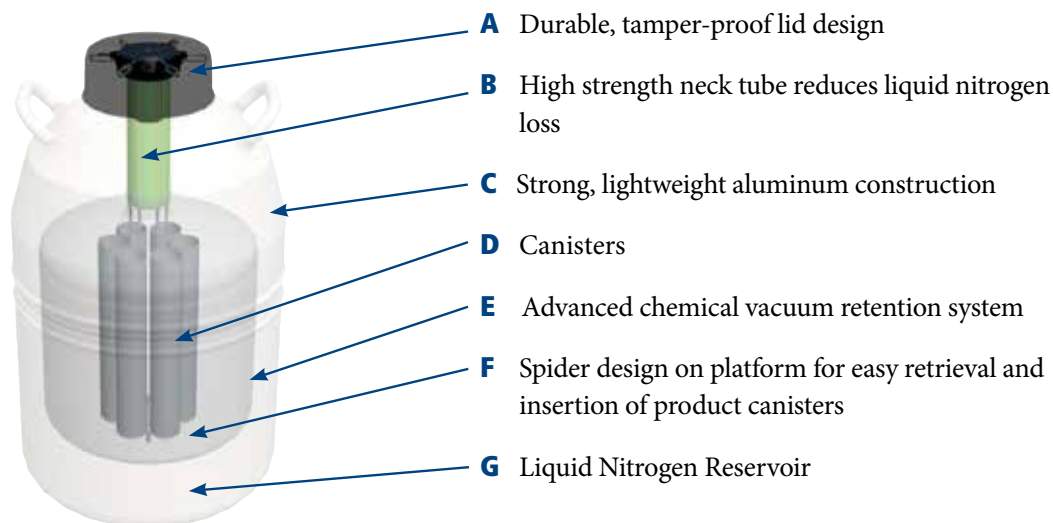 A Durable, tamper-proof lid design
B High strength neck tube reduces liquid nitrogen
loss
C Strong, lightweight aluminum construction
D Canisters
E Advanced chemical vacuum retention system
F Spider design on platform for easy retrieval and
insertion of product canisters
G Liquid Nitrogen Reservoir